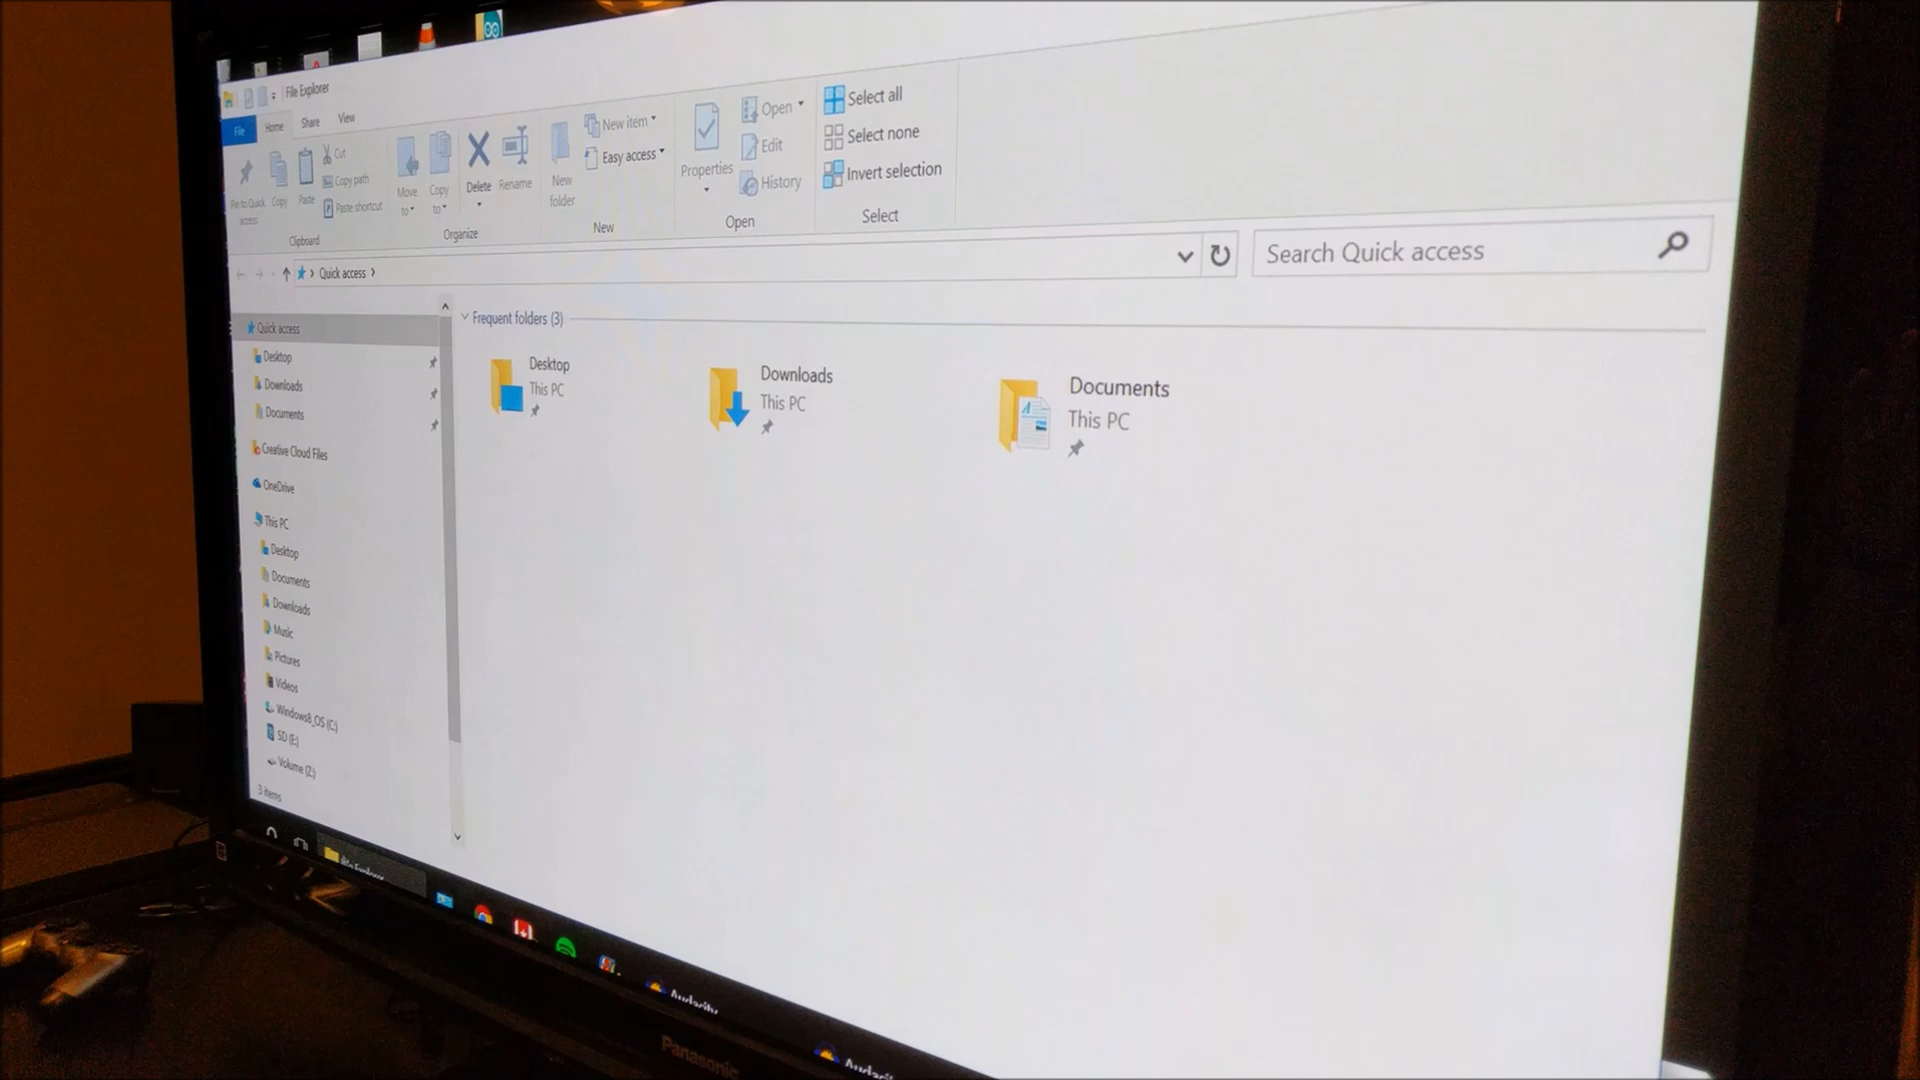 File Explorer
File
Home
Share
View
Pin to Quick access
Copy
Paste
Cut
Copy path
Paste shortcut
Clipboard
Move to
Copy to
Delete
Rename
Organize
New folder
New item
Easy access
New
Properties
Open
Edit
History
Open
Select all
Select none
Invert selection
Select
Quick access
Search Quick access
Quick access
Desktop
Downloads
Documents
Creative Cloud Files
OneDrive
This PC
Desktop
Documents
Downloads
Music
Pictures
Videos
Windows8_OS (C:)
SD (E:)
Volume (Z:)
3 items
Frequent folders (3)
Desktop
This PC
Downloads
This PC
Documents
This PC
File Explorer
Audacity
Panasonic